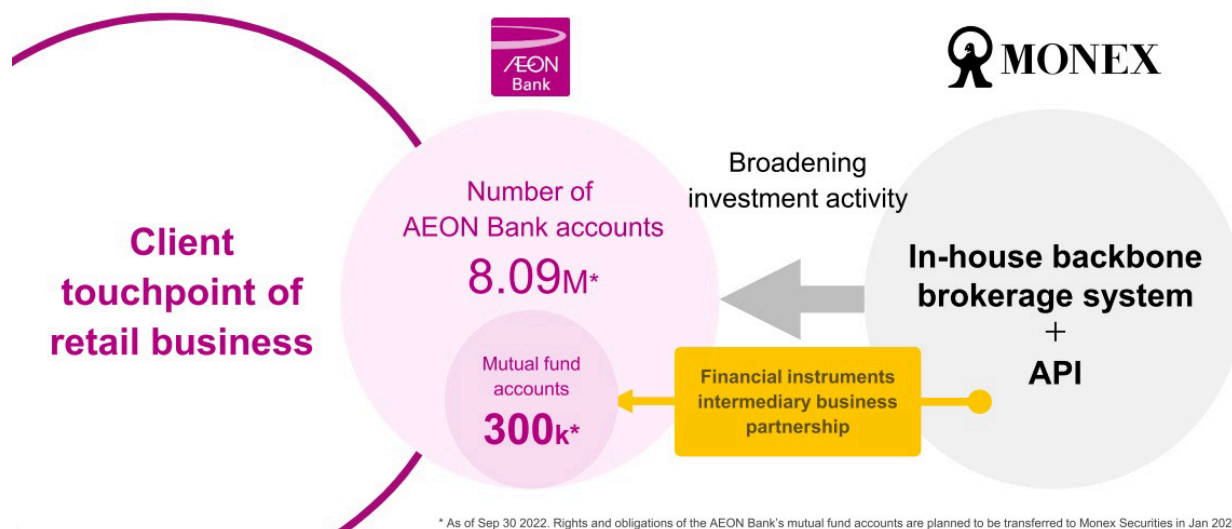 ÆON
Bank
MONEX
Client
touchpoint of
retail business
Number of
AEON Bank accounts
8.09M*
Mutual fund
accounts
300k*
Broadening
investment activity
Financial instruments
intermediary business
partnership
In-house backbone
brokerage system
+
API
* As of Sep 30 2022. Rights and obligations of the AEON Bank’s mutual fund accounts are planned to be transferred to Monex Securities in Jan